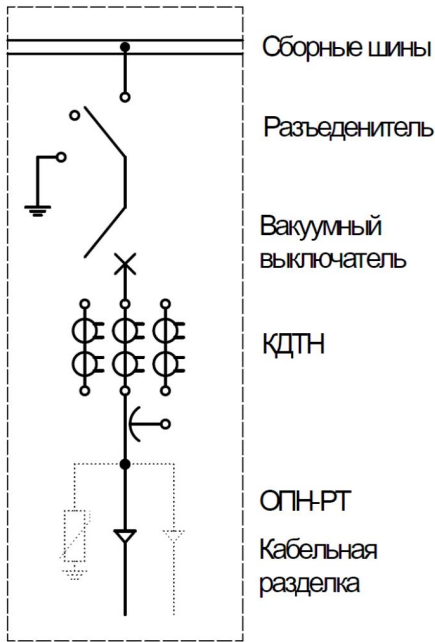 Сборные шины
Разъеденитель
Вакуумный
выключатель
КДТН
ОПН-РТ
Кабельная
разделка